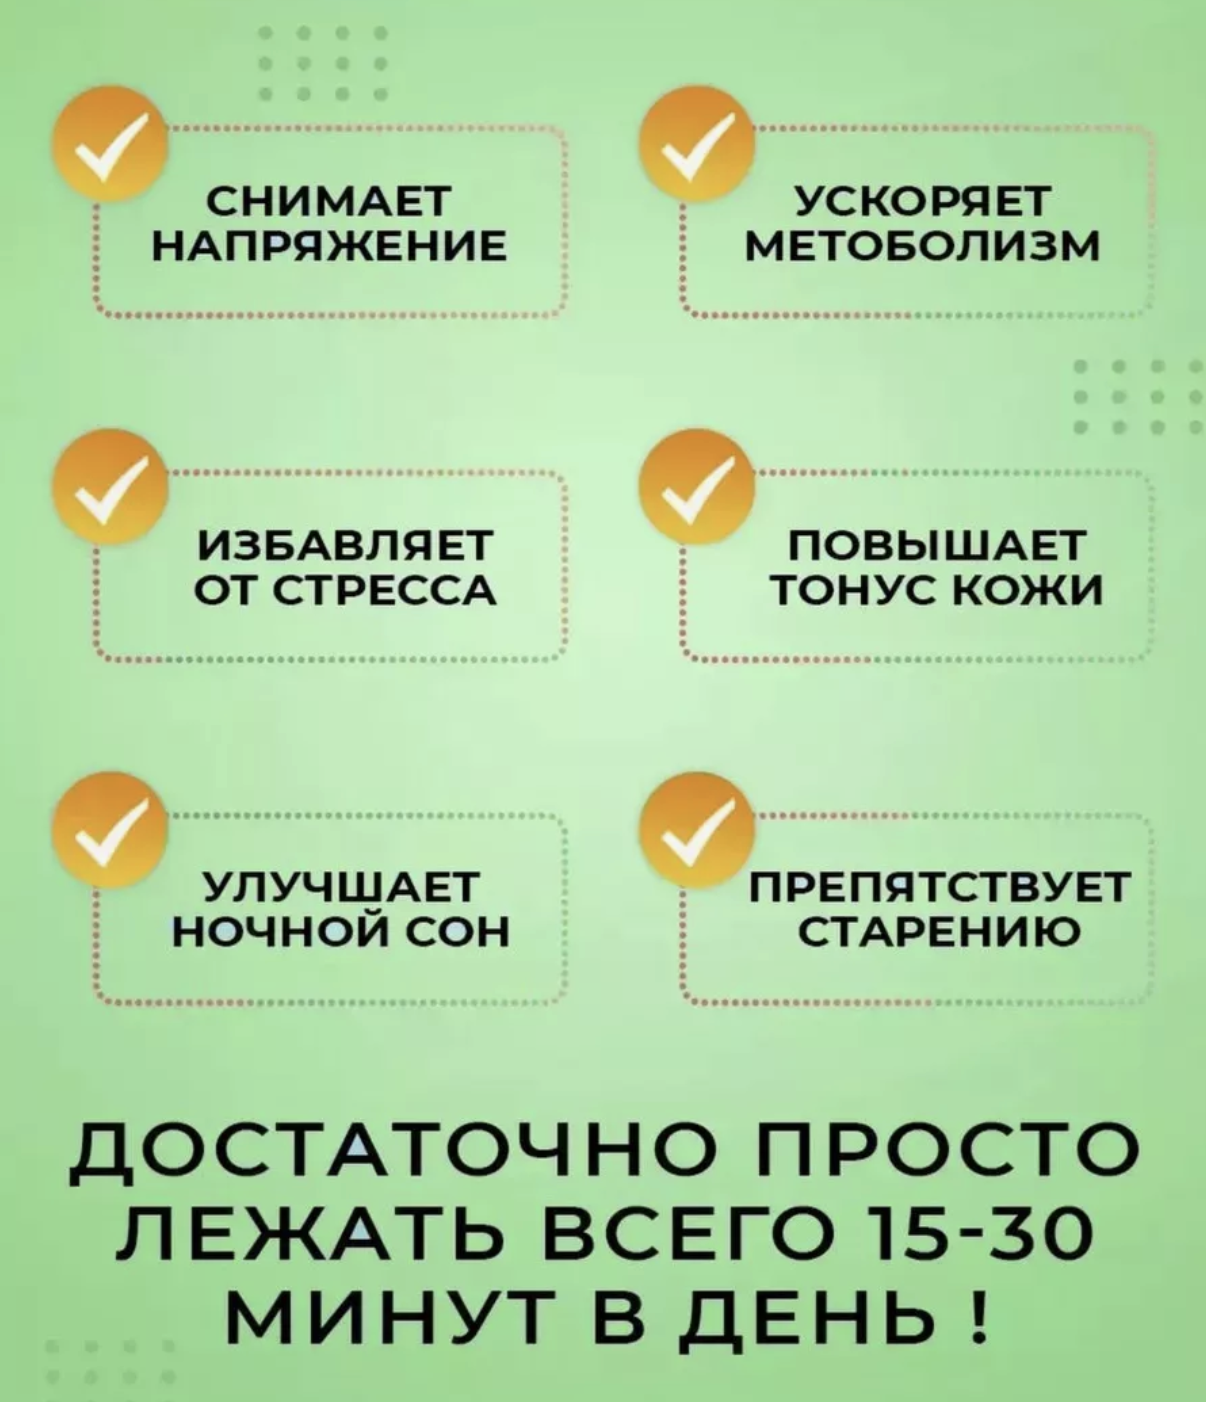 СНИМАЕТ
НАПРЯЖЕНИЕ
УСКОРЯЕТ
МЕТОБОЛИЗМ
ИЗБАВЛЯЕТ
ОТ СТРЕССА
ПОВЫШАЕТ
ТОНУС КОЖИ
УЛУЧШАЕТ
НОЧНОЙ СОН
ПРЕПЯТСТВУЕТ
СТАРЕНИЮ
ДОСТАТОЧНО ПРОСТО
ЛЕЖАТЬ ВСЕГО 15-30
МИНУТ В ДЕНЬ !